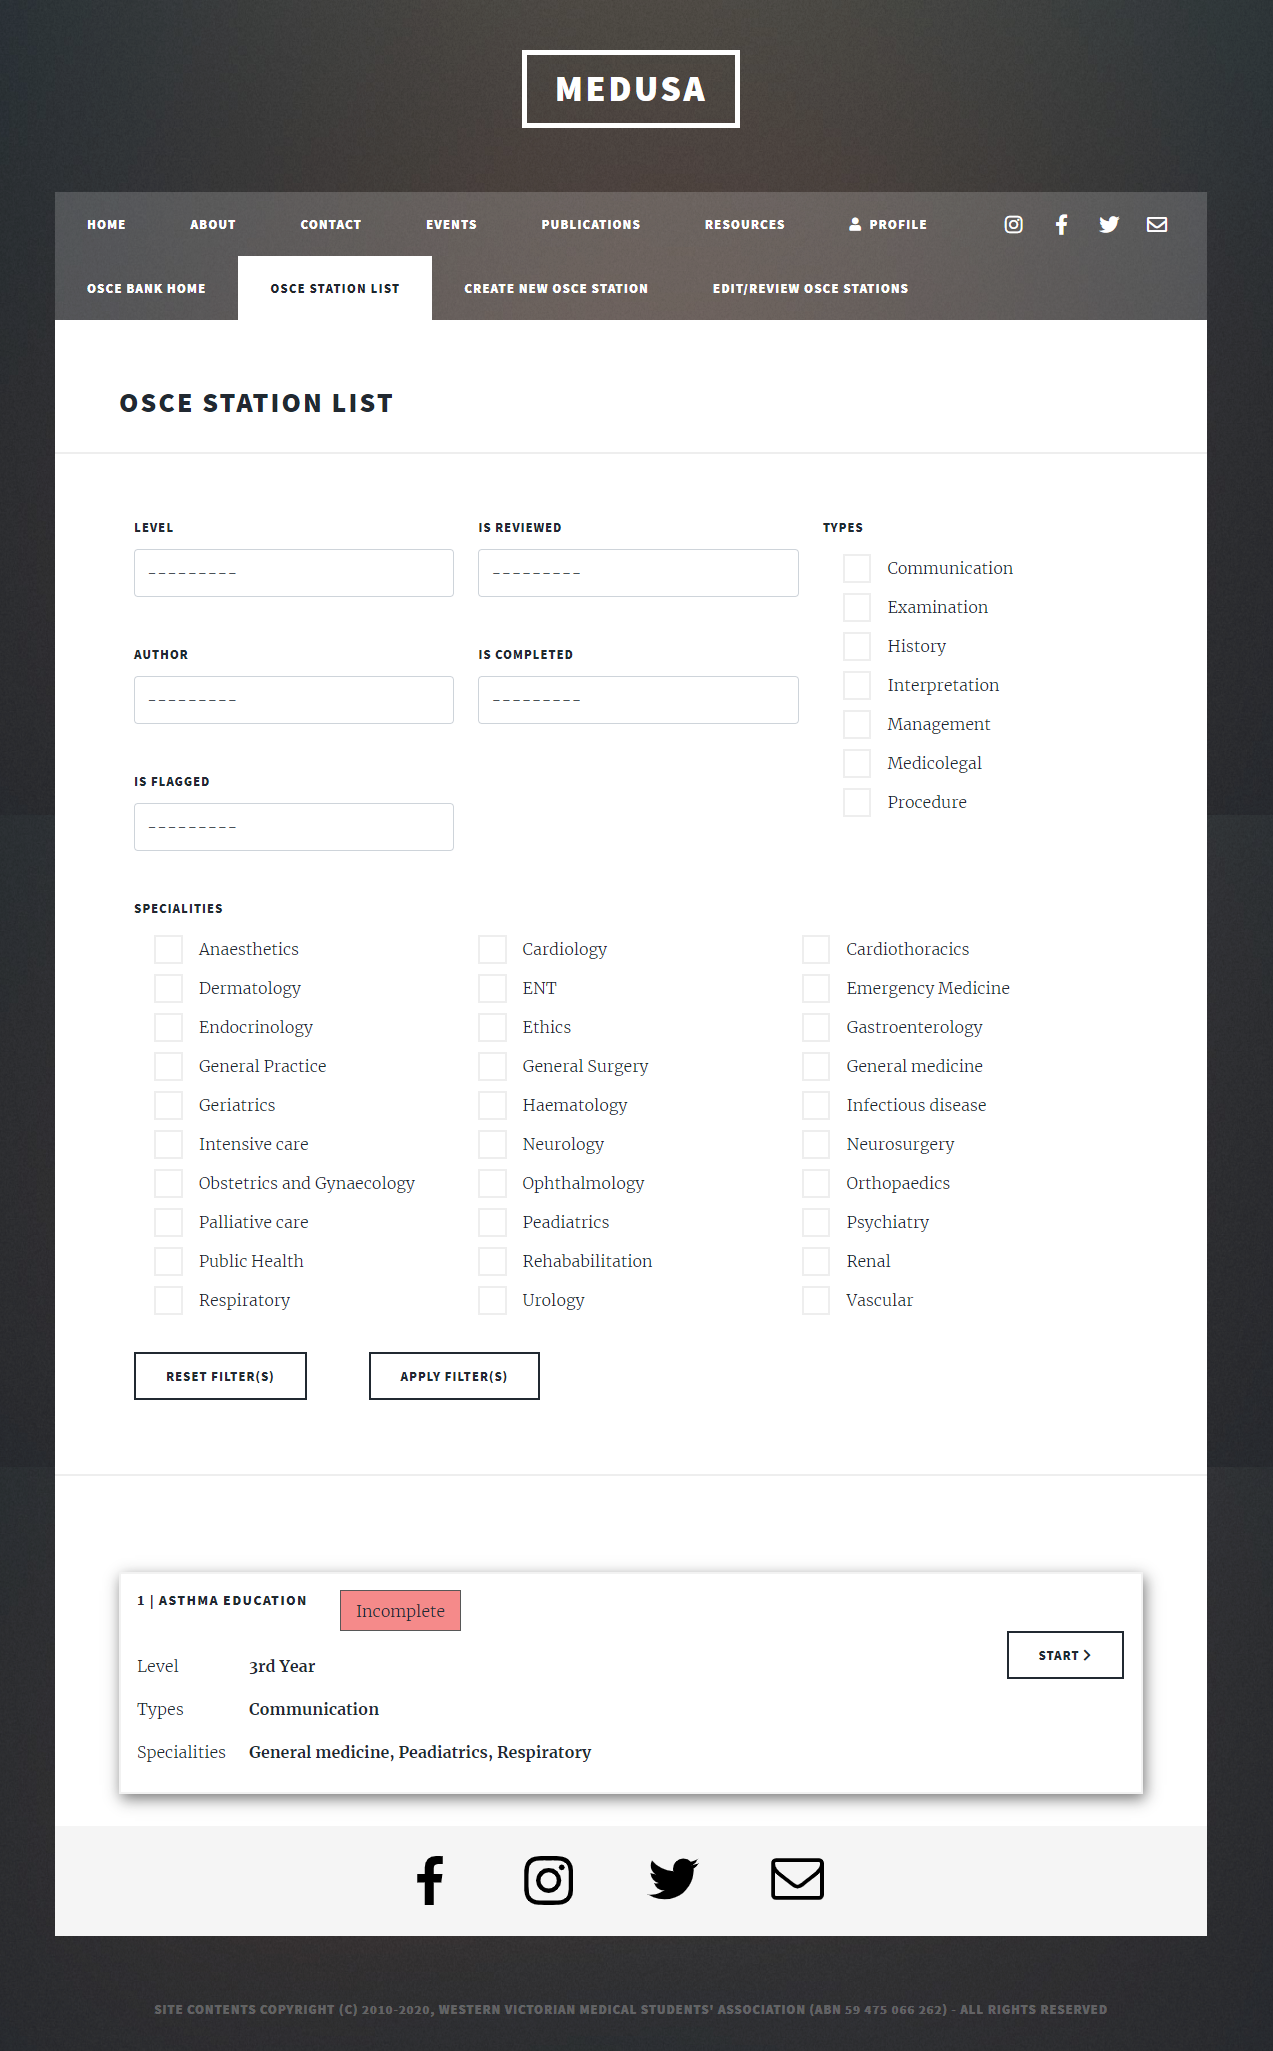 MEDUSA
HOME ABOUT CONTACT EVENTS PUBLICATIONS RESOURCES PROFILE
OSCE BANK HOME OSCE STATION LIST CREATE NEW OSCE STATION EDIT/REVIEW OSCE STATIONS
OSCE STATION LIST
LEVEL IS REVIEWED TYPES
--------- ---------
Communication
Examination
History
AUTHOR IS COMPLETED
--------- ---------
Interpretation
Management
Medicolegal
IS FLAGGED
Procedure
---------
SPECIALITIES
Anaesthetics Cardiology Cardiothoracics
Dermatology ENT Emergency Medicine
Endocrinology Ethics Gastroenterology
General Practice General Surgery General medicine
Geriatrics Haematology Infectious disease
Intensive care Neurology Neurosurgery
Obstetrics and Gynaecology Ophthalmology Orthopaedics
Palliative care Peadiatrics Psychiatry
Public Health Rehababilitation Renal
Respiratory Urology Vascular
RESET FILTER(S) APPLY FILTER(S)
1 | ASTHMA EDUCATION Incomplete
START
Level 3rd Year
Types Communication
Specialities General medicine, Peadiatrics, Respiratory
SITE CONTENTS COPYRIGHT (C) 2010-2020, WESTERN VICTORIAN MEDICAL STUDENTS' ASSOCIATION (ABN 59 475 066 262) - ALL RIGHTS RESERVED